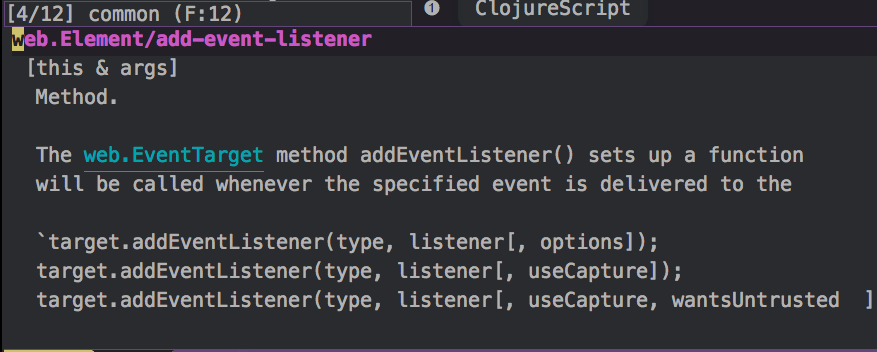 [4/12] common (F:12)
❶ ClojureScript
web.Element/add-event-listener
[this & args]
Method.
The web.EventTarget method addEventListener() sets up a function
will be called whenever the specified event is delivered to the
`target.addEventListener(type, listener[, options]);
target.addEventListener(type, listener[, useCapture]);
target.addEventListener(type, listener[, useCapture, wantsUntrusted  ]